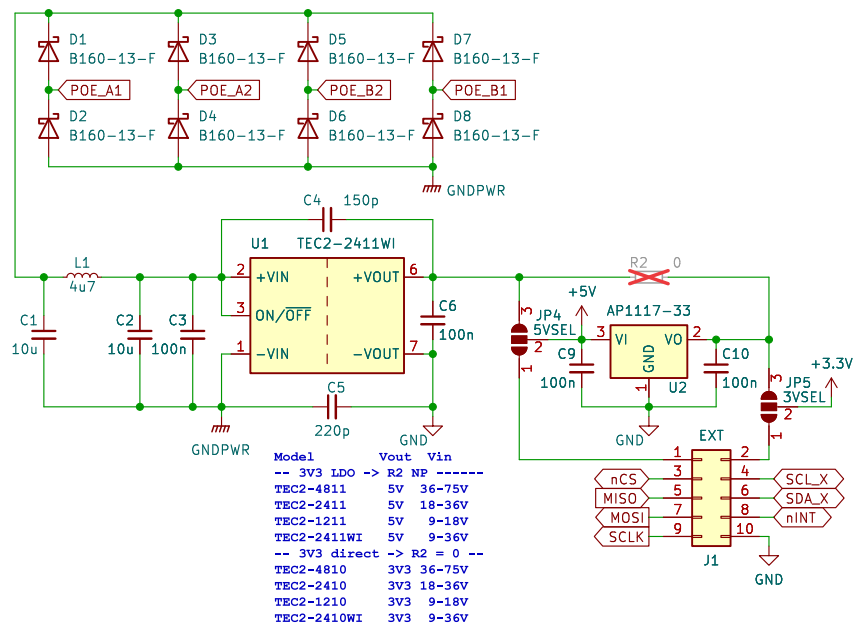 D1 D3 D5 D7
B160-13-F B160-13-F B160-13-F B160-13-F
POE_A1 POE_A2 POE_B2 POE_B1
D2 D4 D6 D8
B160-13-F B160-13-F B160-13-F B160-13-F
GNDPWR
C4 150p
U1 TEC2-2411WI
L1
4u7
2 +VIN +VOUT 6
3 ON/OFF
1 -VIN -VOUT 7
C1
10u
C2
10u
C3
100n
C6
100n
C5
220p
GNDPWR
GND
R2 0
+5V
JP4
5VSEL
3
2
1
AP1117-33
3 VI VO 2
GND
1
U2
C9
100n
C10
100n
GND
+3.3V
JP5
3VSEL
3
2
1
EXT
1 2
nCS 3 4 SCL_X
MISO 5 6 SDA_X
MOSI 7 8 nINT
SCLK 9 10
J1
GND
Model Vout Vin
-- 3V3 LDO -> R2 NP ------
TEC2-4811 5V 36-75V
TEC2-2411 5V 18-36V
TEC2-1211 5V 9-18V
TEC2-2411WI 5V 9-36V
-- 3V3 direct -> R2 = 0 --
TEC2-4810 3V3 36-75V
TEC2-2410 3V3 18-36V
TEC2-1210 3V3 9-18V
TEC2-2410WI 3V3 9-36V